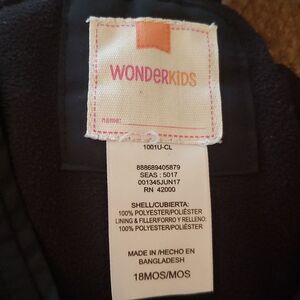 WONDERKIDS
name:
1001U-CL
888689405879
SEAS : 5017
001345JUN17
RN 42000
SHELL/CUBIERTA:
100% POLYESTER/POLIÉSTER
LINING & FILLER/FORRO Y RELLENO:
100% POLYESTER/POLIÉSTER
MADE IN /HECHO EN
BANGLADESH
18MOS/MOS